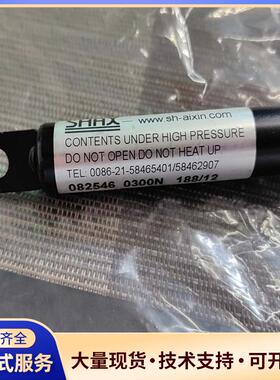 SHAX www.sh-aixin.com
CONTENTS UNDER HIGH PRESSURE
DO NOT OPEN.DO NOT HEAT UP
TEL: 0086-21-58465401/58462907
082546 0300N 188/12
齐全
式服务
大量现货·技术支持·可开